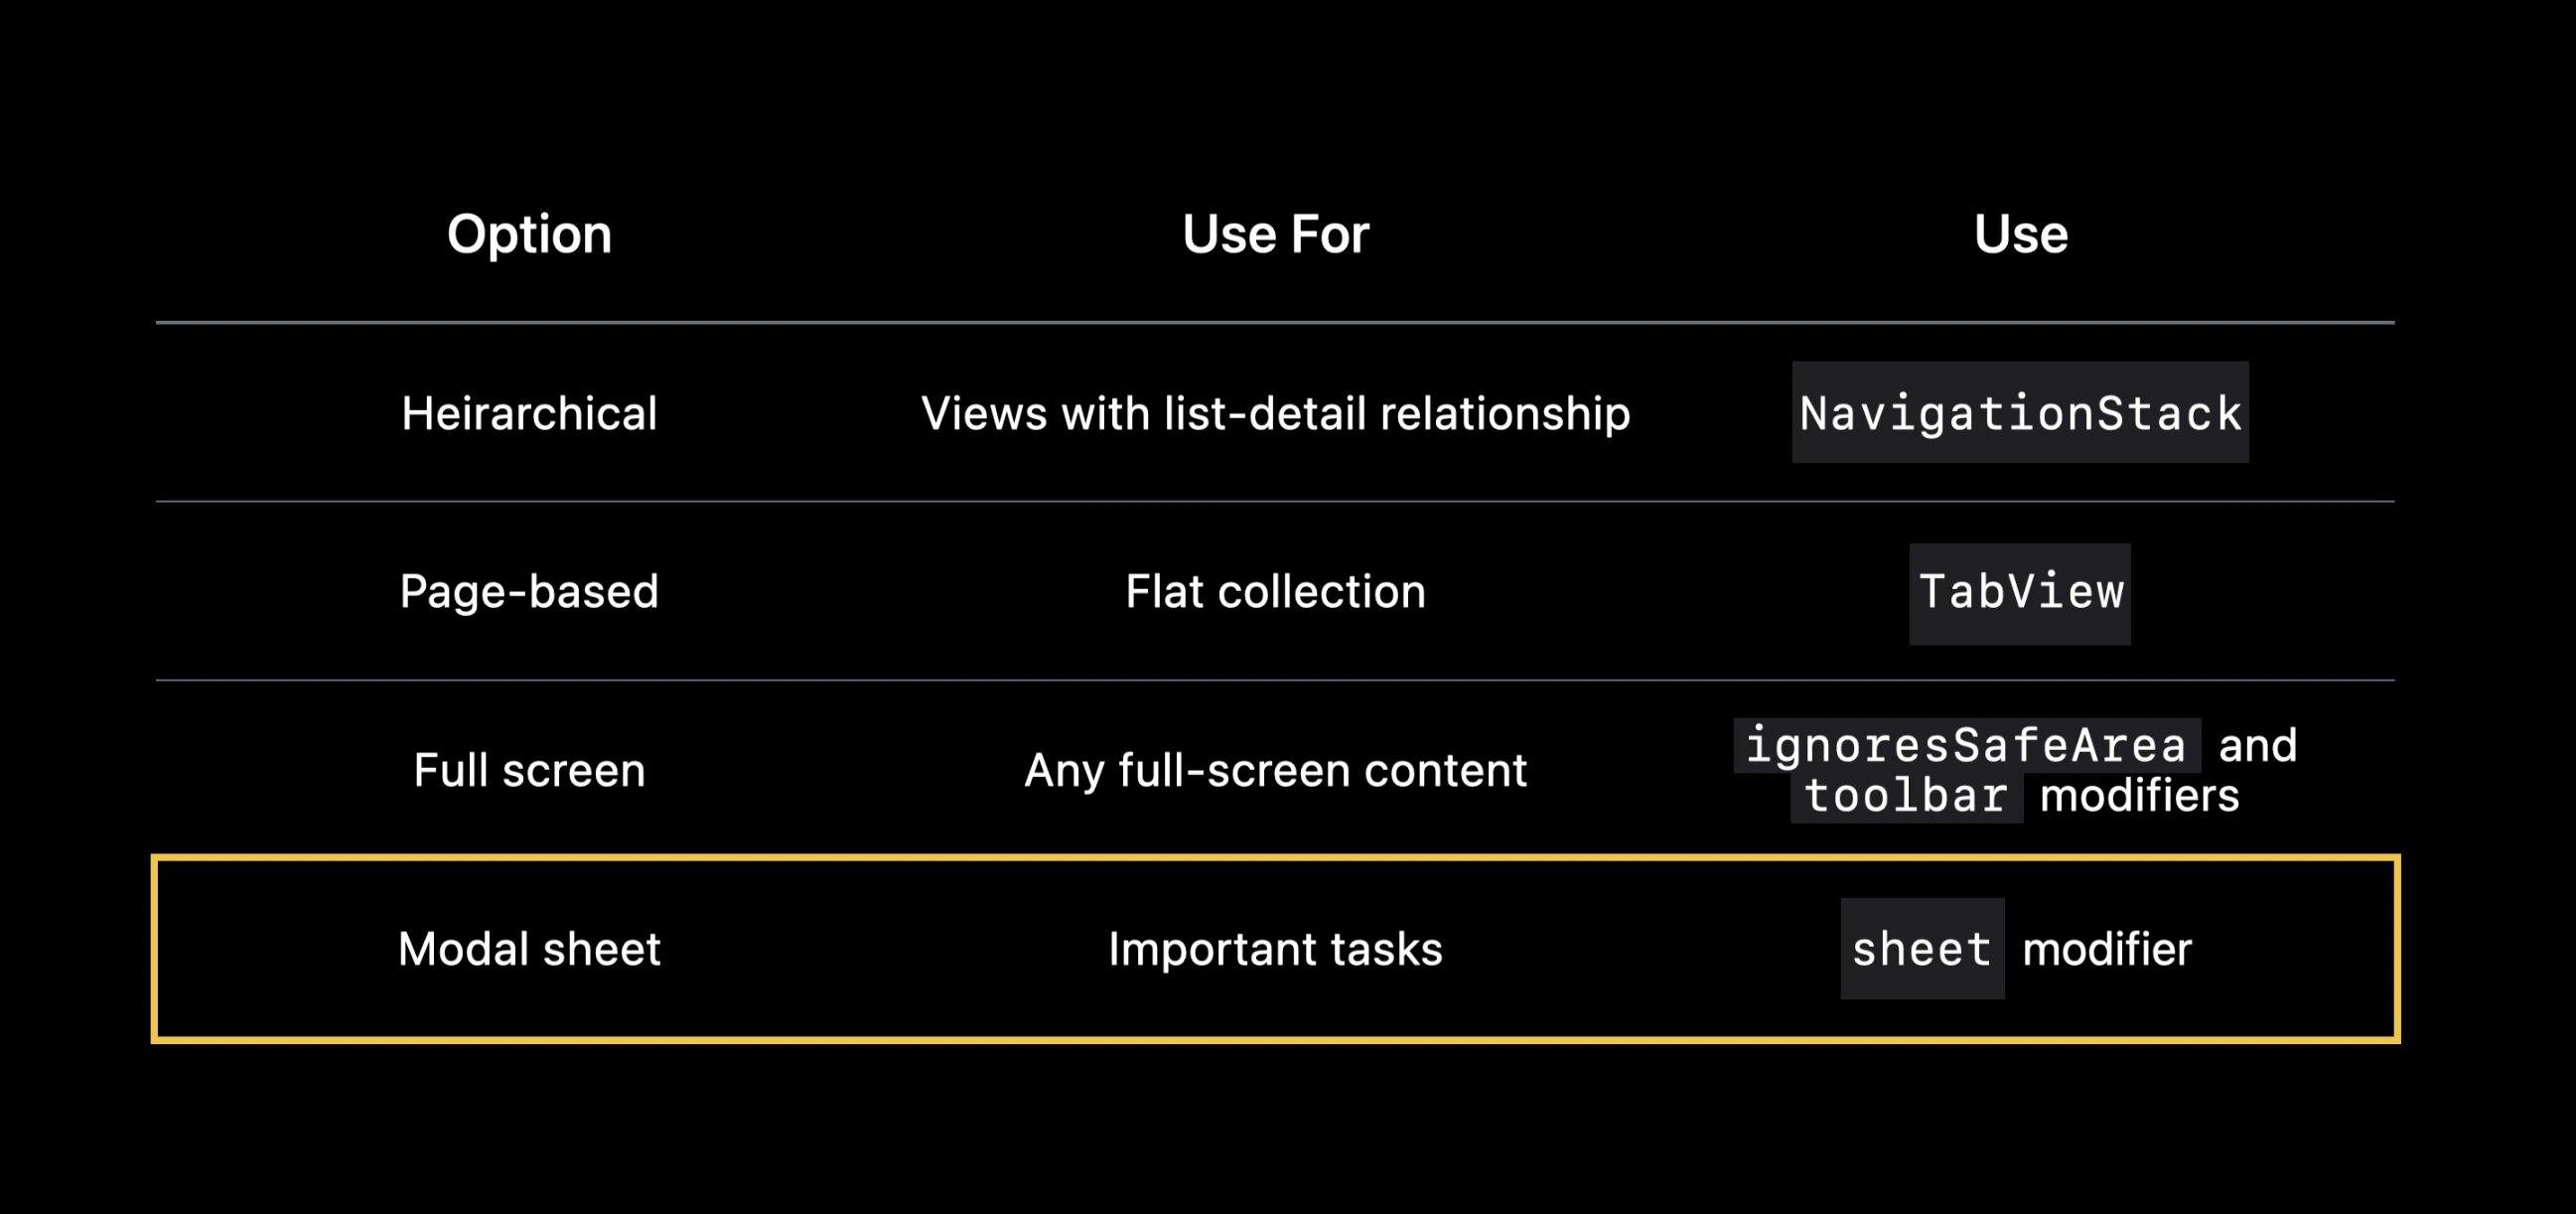 Option Use For Use
Heirarchical Views with list-detail relationship NavigationStack
Page-based Flat collection TabView
Full screen Any full-screen content ignoresSafeArea and
toolbar modifiers
Modal sheet Important tasks sheet modifier